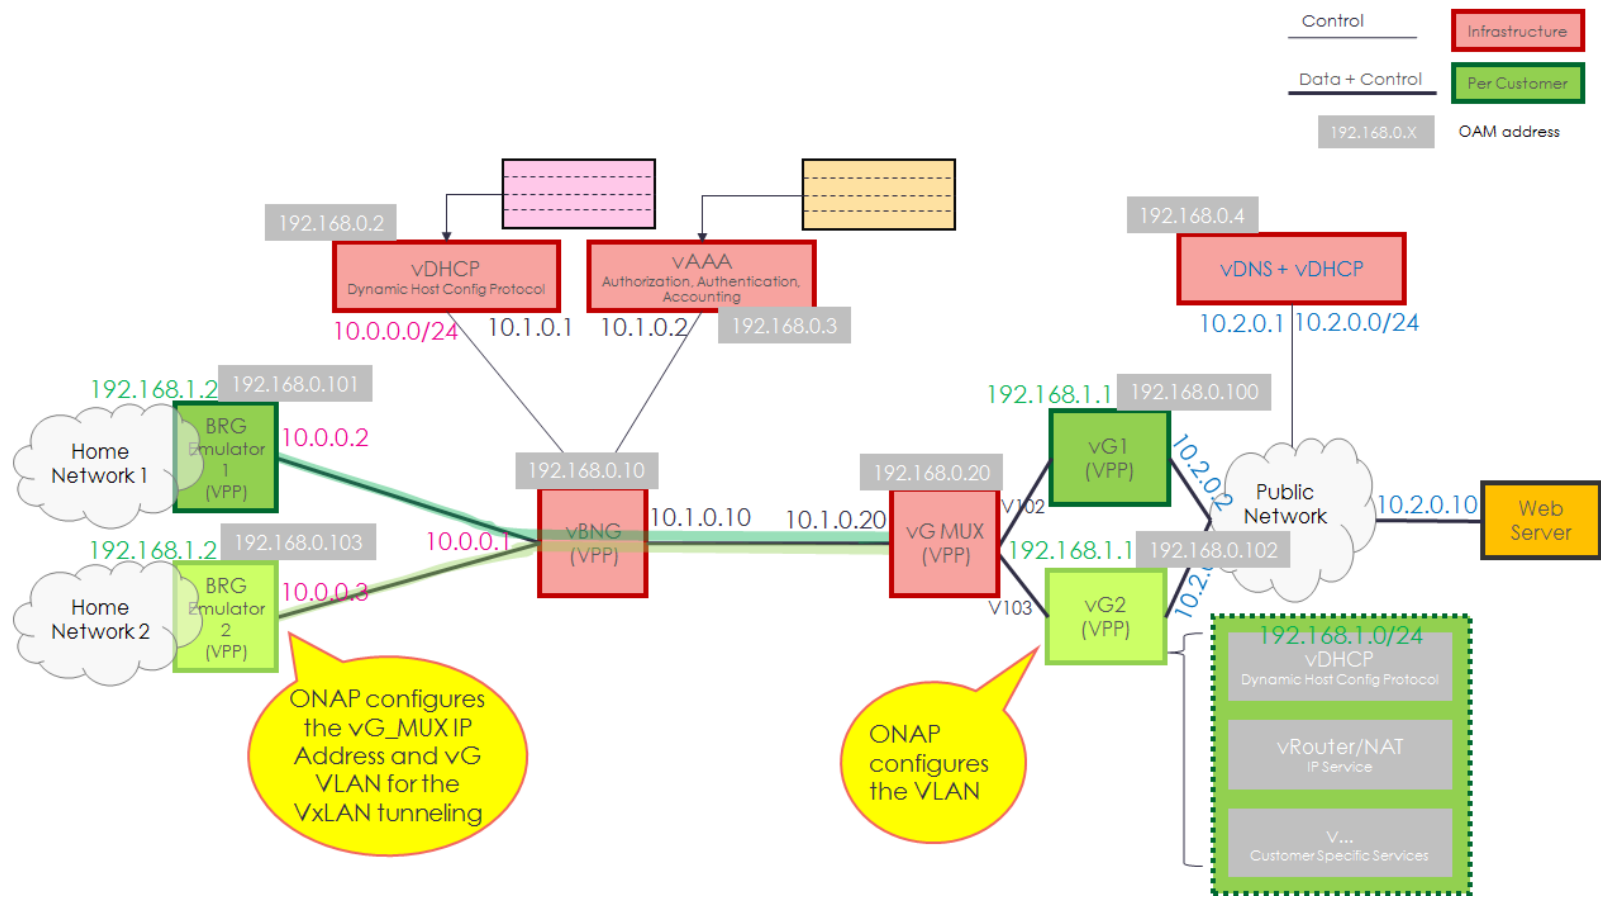 Control
Infrastructure
Data + Control
Per Customer
192.168.0.X
OAM address
192.168.0.2
vDHCP
Dynamic Host Config Protocol
10.0.0.0/24
10.1.0.1
vAAA
Authorization, Authentication,
Accounting
10.1.0.2
192.168.0.3
192.168.0.4
vDNS + vDHCP
10.2.0.1
10.2.0.0/24
192.168.1.2
192.168.0.101
Home
Network 1
BRG
Emulator
1
(VPP)
10.0.0.2
192.168.1.2
192.168.0.103
Home
Network 2
BRG
Emulator
2
(VPP)
10.0.0.3
10.0.0.1
192.168.0.10
vBNG
(VPP)
10.1.0.10
10.1.0.20
192.168.0.20
vG MUX
(VPP)
V102
V103
192.168.1.1
192.168.0.100
vG1
(VPP)
10.2.0.2
192.168.1.1
192.168.0.102
vG2
(VPP)
Public
Network
10.2.0.10
Web
Server
ONAP configures
the vG_MUX IP
Address and vG
VLAN for the
VxLAN tunneling
ONAP
configures
the VLAN
192.168.1.0/24
vDHCP
Dynamic Host Config Protocol
vRouter/NAT
IP Service
v...
Customer Specific Services